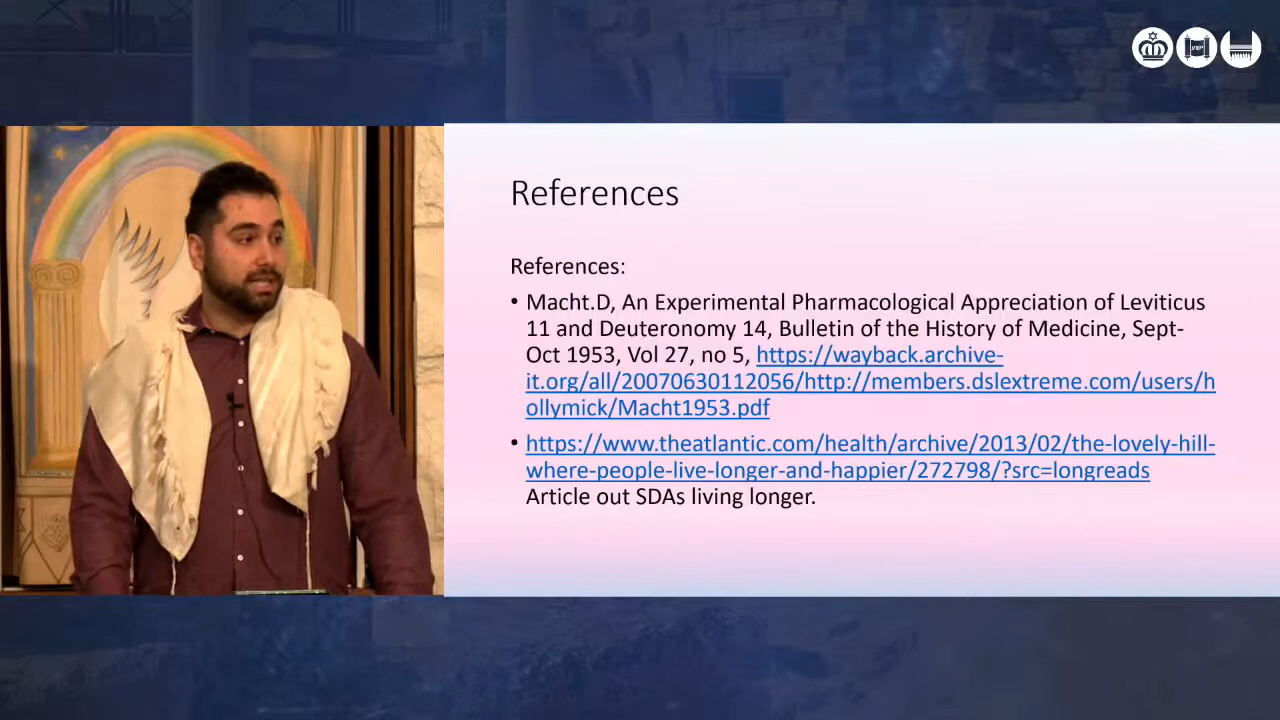 References
References:
• Macht.D, An Experimental Pharmacological Appreciation of Leviticus
11 and Deuteronomy 14, Bulletin of the History of Medicine, Sept-
Oct 1953, Vol 27, no 5, https://wayback.archive-
it.org/all/20070630112056/http://members.dslextreme.com/users/h
ollymick/Macht1953.pdf
• https://www.theatlantic.com/health/archive/2013/02/the-lovely-hill-
where-people-live-longer-and-happier/272798/?src=longreads
Article out SDAs living longer.